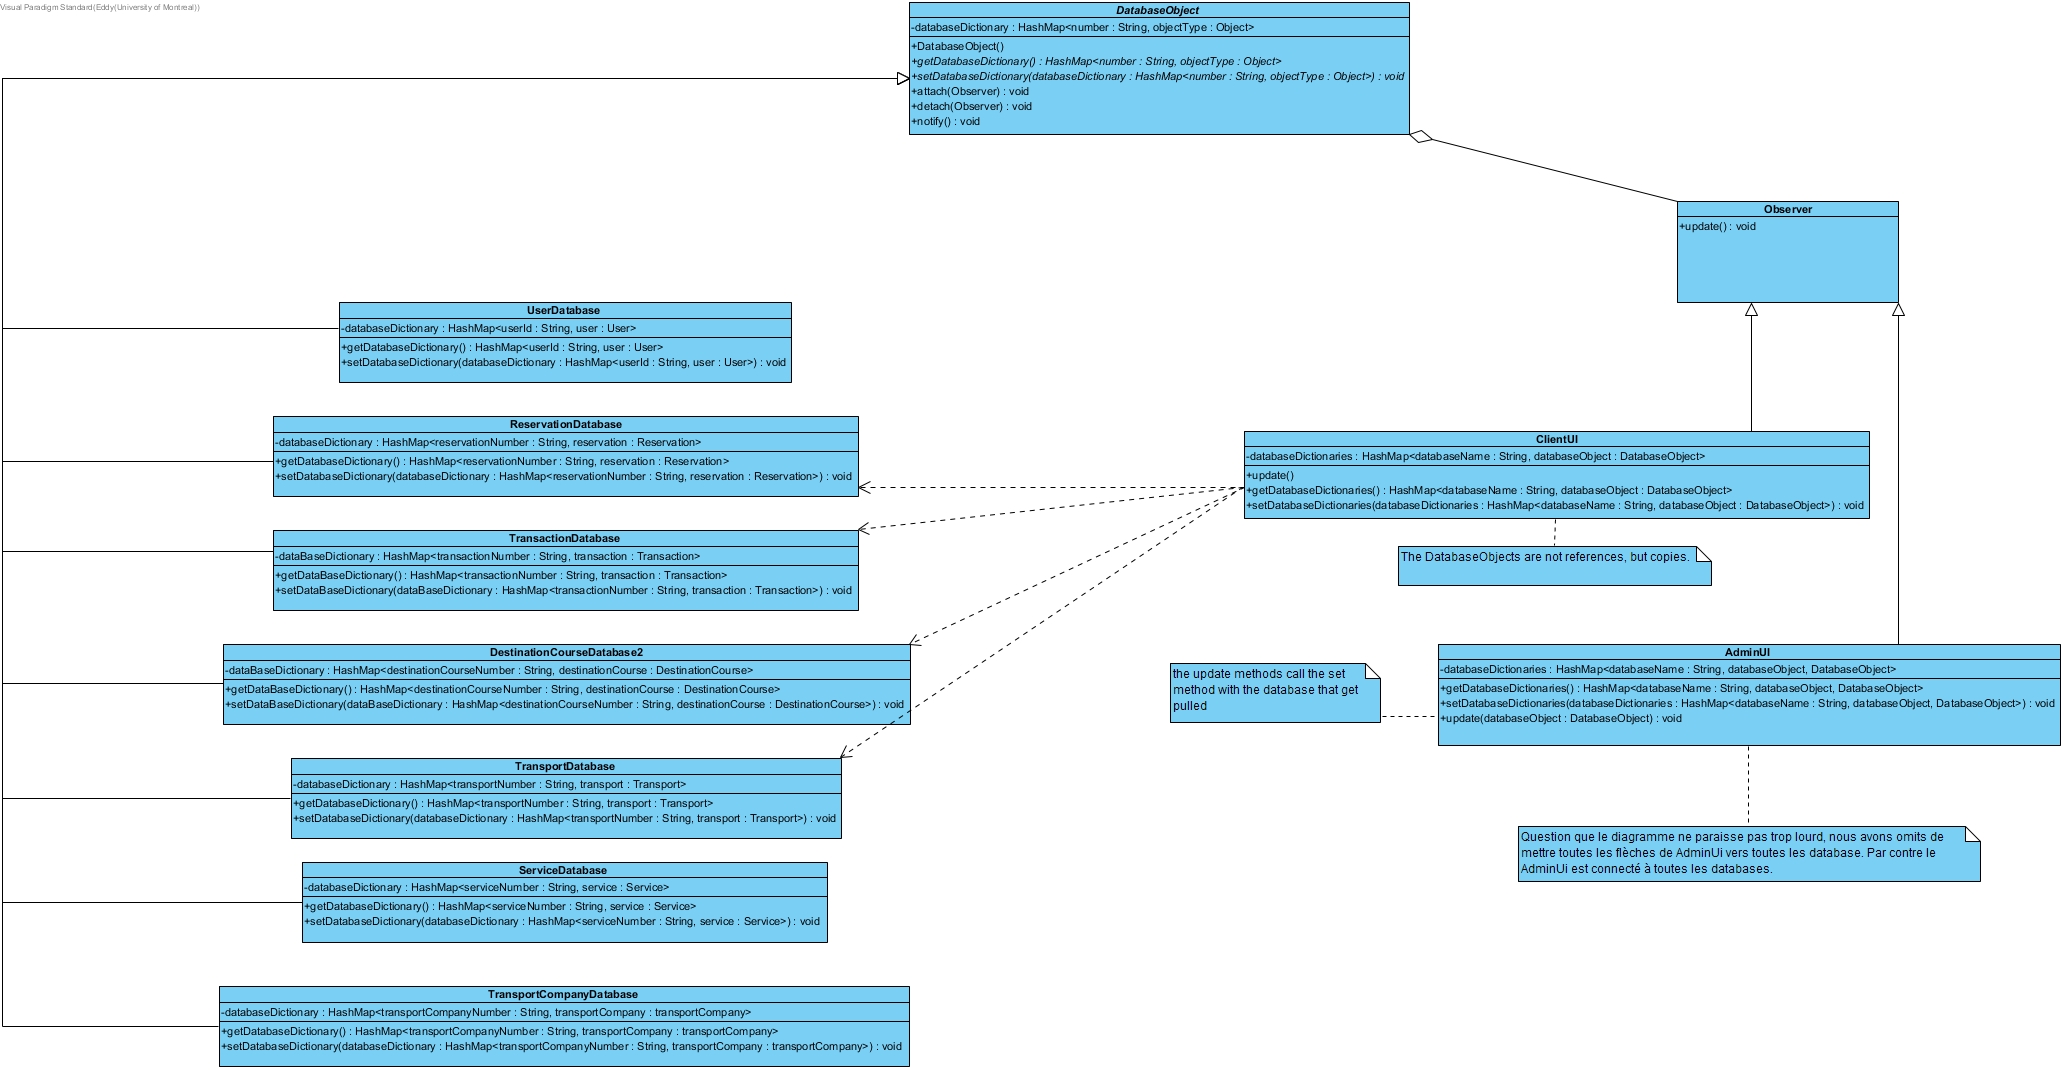 Visual Paradigm Standard(Eddy(University of Montreal))
DatabaseObject
-databaseDictionary : HashMap<number : String, objectType : Object>
+DatabaseObject()
+getDatabaseDictionary() : HashMap<number : String, objectType : Object>
+setDatabaseDictionary(databaseDictionary : HashMap<number : String, objectType : Object>) : void
+attach(Observer) : void
+detach(Observer) : void
+notify() : void
Observer
+update() : void
UserDatabase
-databaseDictionary : HashMap<userId : String, user : User>
+getDatabaseDictionary() : HashMap<userId : String, user : User>
+setDatabaseDictionary(databaseDictionary : HashMap<userId : String, user : User>) : void
ReservationDatabase
-databaseDictionary : HashMap<reservationNumber : String, reservation : Reservation>
+getDatabaseDictionary() : HashMap<reservationNumber : String, reservation : Reservation>
+setDatabaseDictionary(databaseDictionary : HashMap<reservationNumber : String, reservation : Reservation>) : void
ClientUI
-databaseDictionaries : HashMap<databaseName : String, databaseObject : DatabaseObject>
+update()
+getDatabaseDictionaries() : HashMap<databaseName : String, databaseObject : DatabaseObject>
+setDatabaseDictionaries(databaseDictionaries : HashMap<databaseName : String, databaseObject : DatabaseObject>) : void
The DatabaseObjects are not references, but copies.
TransactionDatabase
-dataBaseDictionary : HashMap<transactionNumber : String, transaction : Transaction>
+getDataBaseDictionary() : HashMap<transactionNumber : String, transaction : Transaction>
+setDataBaseDictionary(dataBaseDictionary : HashMap<transactionNumber : String, transaction : Transaction>) : void
DestinationCourseDatabase2
-dataBaseDictionary : HashMap<destinationCourseNumber : String, destinationCourse : DestinationCourse>
+getDataBaseDictionary() : HashMap<destinationCourseNumber : String, destinationCourse : DestinationCourse>
+setDataBaseDictionary(dataBaseDictionary : HashMap<destinationCourseNumber : String, destinationCourse : DestinationCourse>) : void
the update methods call the set
method with the database that get
pulled
AdminUI
-databaseDictionaries : HashMap<databaseName : String, databaseObject, DatabaseObject>
+getDatabaseDictionaries() : HashMap<databaseName : String, databaseObject, DatabaseObject>
+setDatabaseDictionaries(databaseDictionaries : HashMap<databaseName : String, databaseObject, DatabaseObject>) : void
+update(databaseObject : DatabaseObject) : void
TransportDatabase
-databaseDictionary : HashMap<transportNumber : String, transport : Transport>
+getDatabaseDictionary() : HashMap<transportNumber : String, transport : Transport>
+setDatabaseDictionary(databaseDictionary : HashMap<transportNumber : String, transport : Transport>) : void
Question que le diagramme ne paraisse pas trop lourd, nous avons omits de
mettre toutes les flèches de AdminUi vers toutes les database. Par contre le
AdminUi est connecté à toutes les databases.
ServiceDatabase
-databaseDictionary : HashMap<serviceNumber : String, service : Service>
+getDatabaseDictionary() : HashMap<serviceNumber : String, service : Service>
+setDatabaseDictionary(databaseDictionary : HashMap<serviceNumber : String, service : Service>) : void
TransportCompanyDatabase
-databaseDictionary : HashMap<transportCompanyNumber : String, transportCompany : transportCompany>
+getDatabaseDictionary() : HashMap<transportCompanyNumber : String, transportCompany : transportCompany>
+setDatabaseDictionary(databaseDictionary : HashMap<transportCompanyNumber : String, transportCompany : transportCompany>) : void